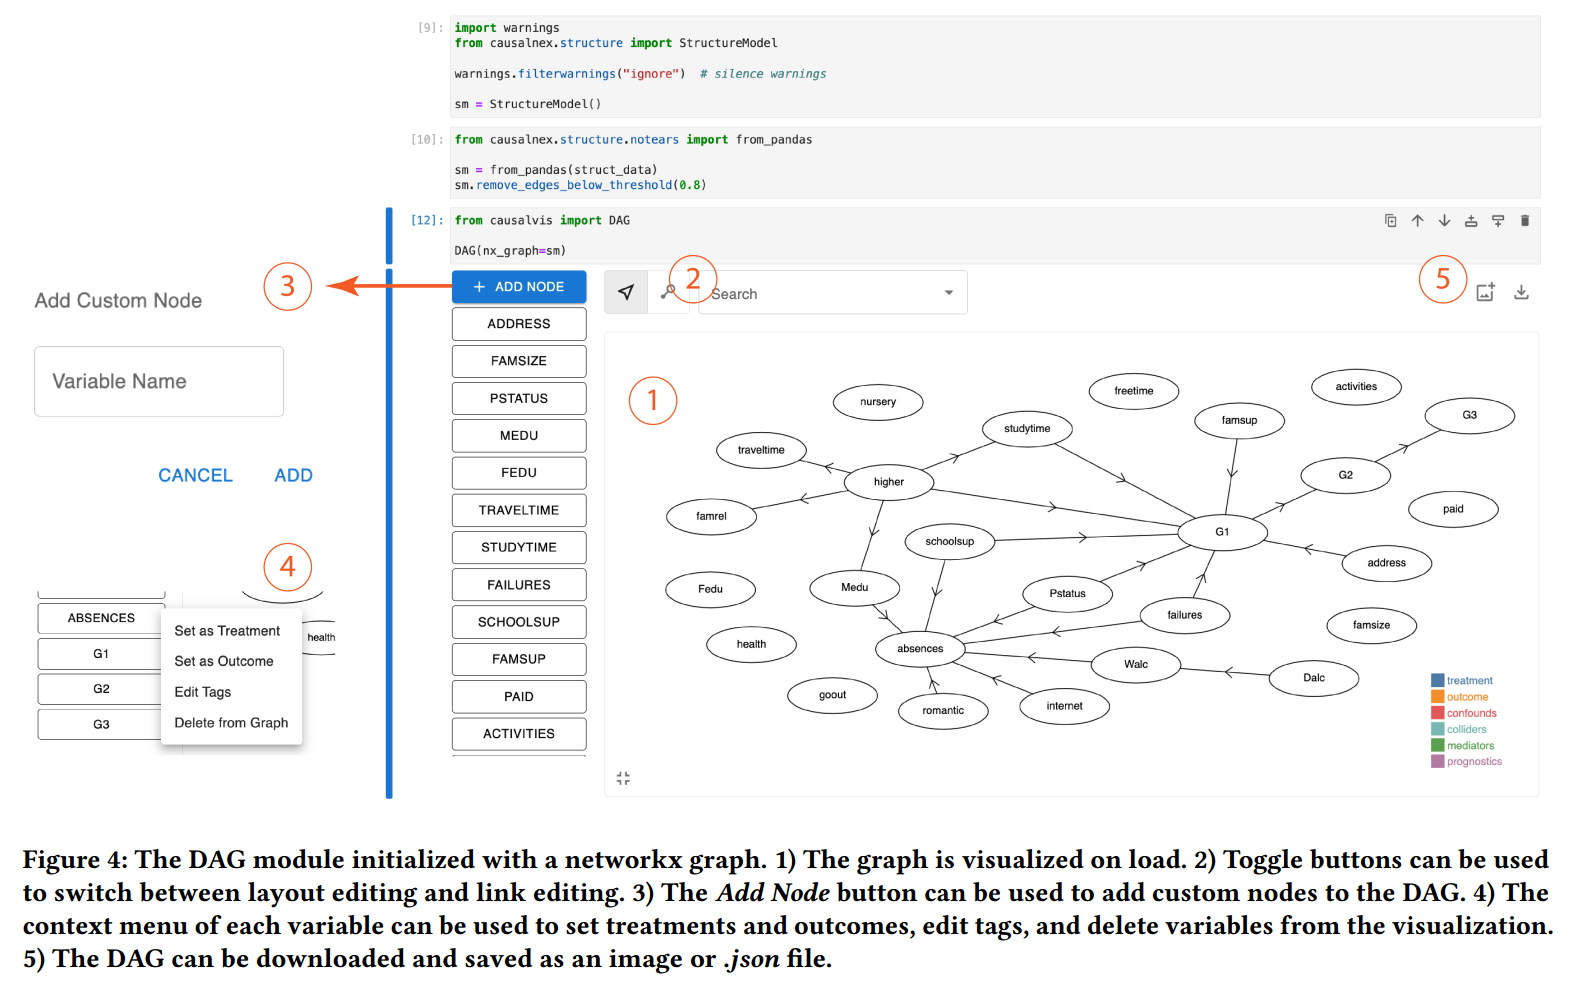 [9]: import warnings
from causalnex.structure import StructureModel
warnings.filterwarnings("ignore")  # silence warnings
sm = StructureModel()
[10]: from causalnex.structure.notears import from_pandas
sm = from_pandas(struct_data)
sm.remove_edges_below_threshold(0.8)
[12]: from causalvis import DAG
DAG(nx_graph=sm)
3
Add Custom Node
Variable Name
CANCEL ADD
4
ABSENCES
G1
G2
G3
Set as Treatment
Set as Outcome
Edit Tags
Delete from Graph
health
+ ADD NODE
ADDRESS
FAMSIZE
PSTATUS
MEDU
FEDU
TRAVELTIME
STUDYTIME
FAILURES
SCHOOLSUP
FAMSUP
PAID
ACTIVITIES
2
Search
5
1
nursery
freetime
activities
G3
famsup
studytime
traveltime
higher
G2
famrel
paid
G1
schoolsup
address
Fedu
Medu
Pstatus
failures
famsize
health
absences
Walc
Dalc
goout
romantic
internet
treatment
outcome
confounds
colliders
mediators
prognostics
Figure 4: The DAG module initialized with a networkx graph. 1) The graph is visualized on load. 2) Toggle buttons can be used
to switch between layout editing and link editing. 3) The Add Node button can be used to add custom nodes to the DAG. 4) The
context menu of each variable can be used to set treatments and outcomes, edit tags, and delete variables from the visualization.
5) The DAG can be downloaded and saved as an image or .json file.